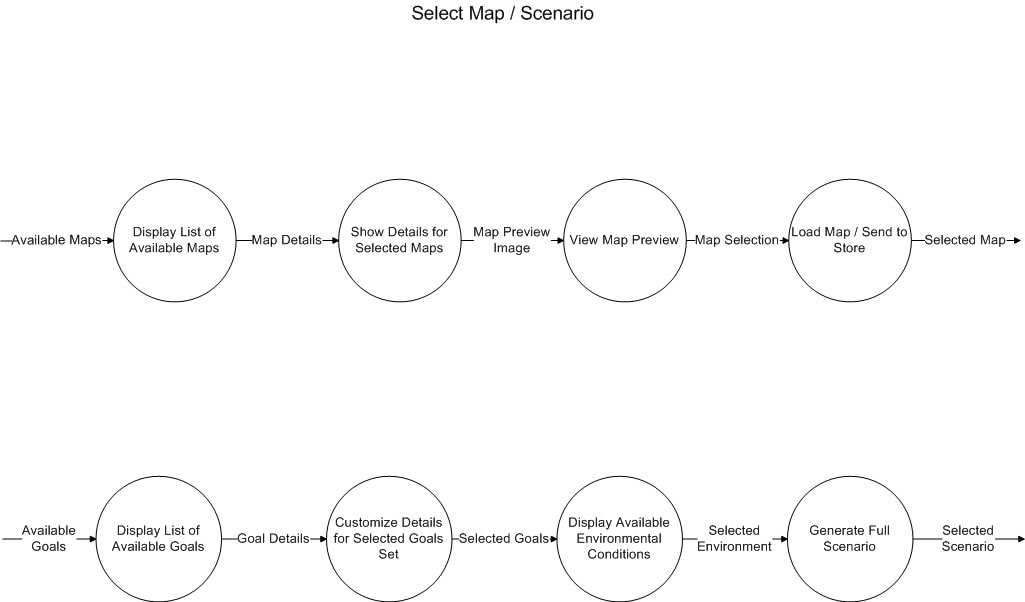 Select Map / Scenario
Available Maps
Display List of
Available Maps
Map Details
Show Details for
Selected Maps
Map Preview
Image
View Map Preview
Map Selection
Load Map / Send to
Store
Selected Map
Available
Goals
Display List of
Available Goals
Goal Details
Customize Details
for Selected Goals
Set
Selected Goals
Display Available
Environmental
Conditions
Selected
Environment
Generate Full
Scenario
Selected
Scenario